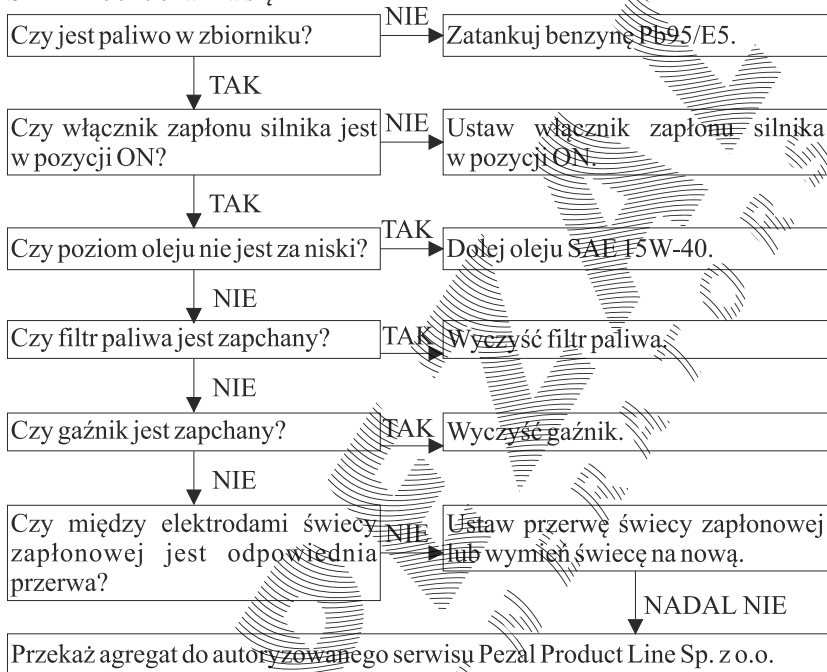 Czy jest paliwo w zbiorniku?
NIE
Zatankuj benzynę Pb95/E5.
TAK
Czy włącznik zapłonu silnika jest
w pozycji ON?
NIE
Ustaw włącznik zapłonu silnika
w pozycji ON.
TAK
Czy poziom oleju nie jest za niski?
TAK
Dolej oleju SAE 15W-40.
NIE
Czy filtr paliwa jest zapchany?
TAK
Wyczyść filtr paliwa.
NIE
Czy gaźnik jest zapchany?
TAK
Wyczyść gaźnik.
NIE
Czy między elektrodami świecy
zapłonowej jest odpowiednia
przerwa?
NIE
Ustaw przerwę świecy zapłonowej
lub wymień świecę na nową.
NADAL NIE
Przekaż agregat do autoryzowanego serwisu Pezal Product Line Sp. z o.o.